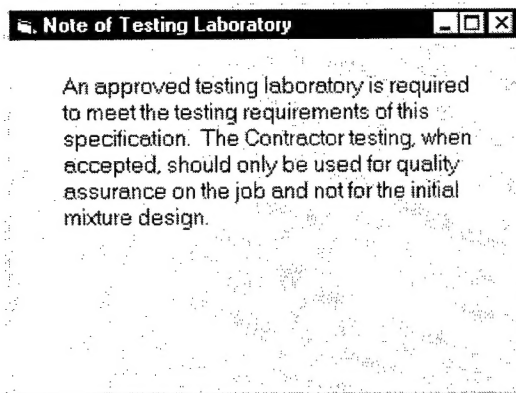 Note of Testing Laboratory
An approved testing laboratory is required
to meet the testing requirements of this
specification. The Contractor testing, when
accepted, should only be used for quality
assurance on the job and not for the initial
mixture design.